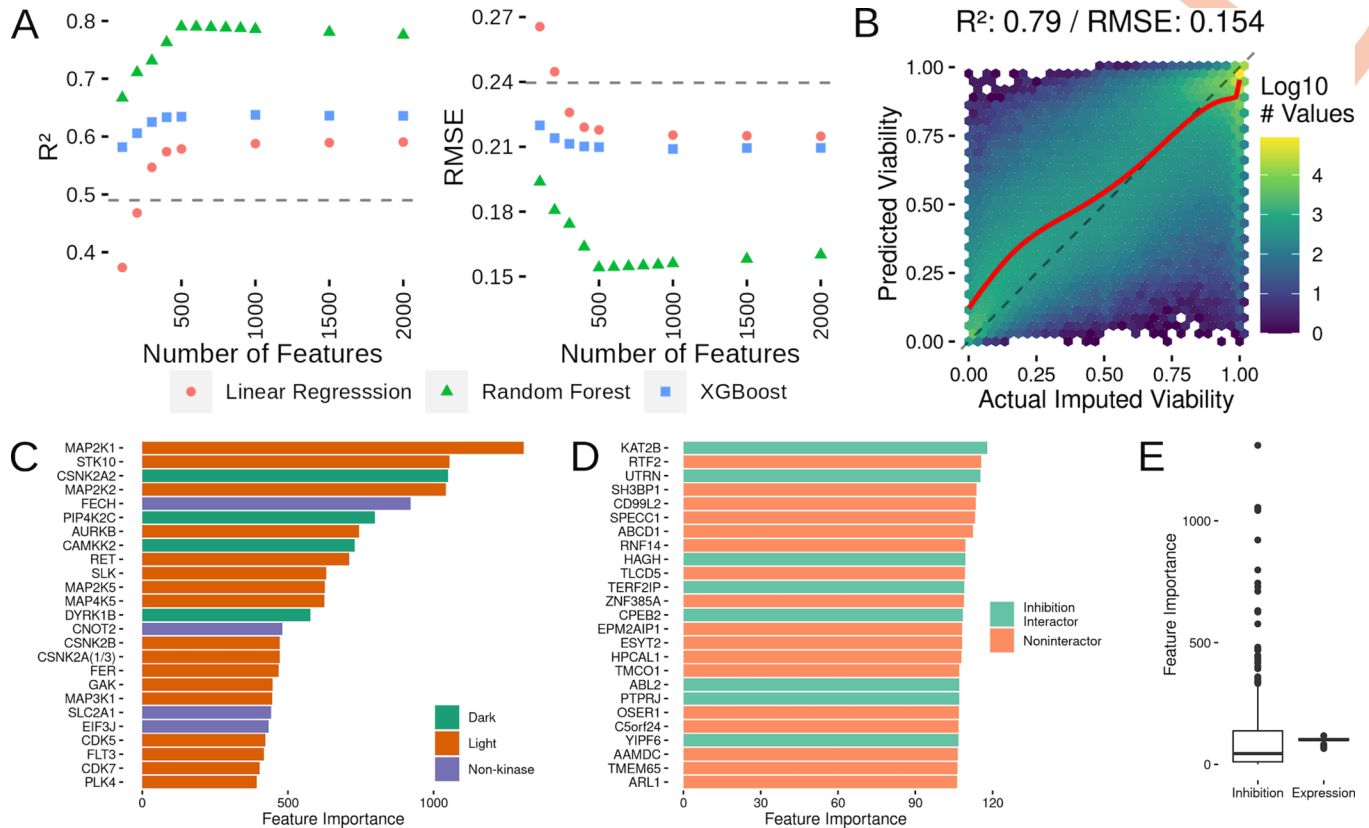 A
R²
0.8
0.7
0.6
0.5
0.4
500
1000
1500
2000
Number of Features
RMSE
0.27
0.24
0.21
0.18
0.15
500
1000
1500
2000
Number of Features
Linear Regresssion
Random Forest
XGBoost
B
R²: 0.79 / RMSE: 0.154
Predicted Viability
1.00
0.75
0.50
0.25
0.00
0.00
0.25
0.50
0.75
1.00
Actual Imputed Viability
Log10
# Values
4
3
2
1
0
C
MAP2K1
STK10
CSNK2A2
MAP2K2
FECH
PIP4K2C
AURKB
CAMKK2
RET
SLK
MAP2K5
MAP4K5
DYRK1B
CNOT2
CSNK2B
CSNK2A(1/3)
FER
GAK
MAP3K1
SLC2A1
EIF3J
CDK5
FLT3
CDK7
PLK4
0
500
1000
Feature Importance
Dark
Light
Non-kinase
D
KAT2B
RTF2
UTRN
SH3BP1
CD99L2
SPECC1
ABCD1
RNF14
HAGH
TLCD5
TERF2IP
ZNF385A
CPEB2
EPM2AIP1
ESYT2
HPCAL1
TMCO1
ABL2
PTPRJ
OSER1
C5orf24
YIPF6
AAMDC
TMEM65
ARL1
0
30
60
90
120
Feature Importance
Inhibition
Interactor
Noninteractor
E
Feature Importance
1000
500
0
Inhibition
Expression